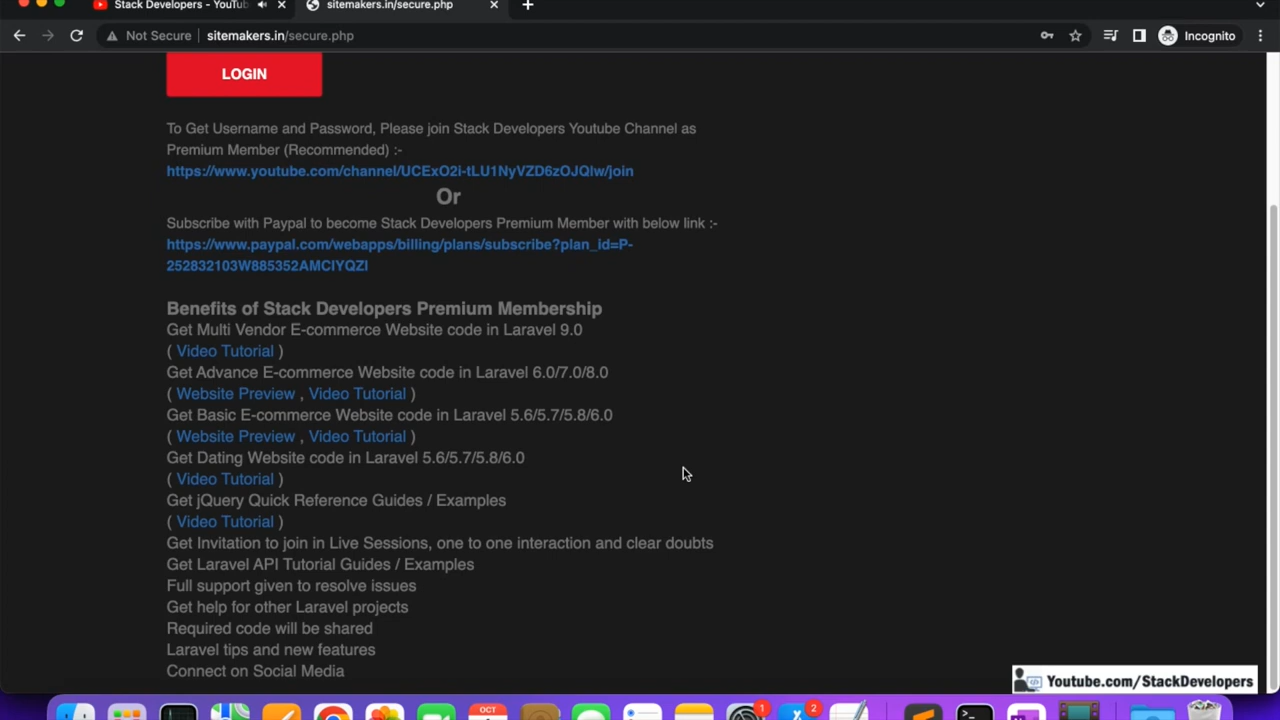 Stack Developers - YouTub
sitemakers.in/secure.php
Not Secure
sitemakers.in/secure.php
Incognito
LOGIN
To Get Username and Password, Please join Stack Developers Youtube Channel as
Premium Member (Recommended) :-
https://www.youtube.com/channel/UCExO2i-tLU1NyVZD6zOJQlw/join
Or
Subscribe with Paypal to become Stack Developers Premium Member with below link :-
https://www.paypal.com/webapps/billing/plans/subscribe?plan_id=P-
252832103W885352AMCIYQZI
Benefits of Stack Developers Premium Membership
Get Multi Vendor E-commerce Website code in Laravel 9.0
( Video Tutorial )
Get Advance E-commerce Website code in Laravel 6.0/7.0/8.0
( Website Preview , Video Tutorial )
Get Basic E-commerce Website code in Laravel 5.6/5.7/5.8/6.0
( Website Preview , Video Tutorial )
Get Dating Website code in Laravel 5.6/5.7/5.8/6.0
( Video Tutorial )
Get jQuery Quick Reference Guides / Examples
( Video Tutorial )
Get Invitation to join in Live Sessions, one to one interaction and clear doubts
Get Laravel API Tutorial Guides / Examples
Full support given to resolve issues
Get help for other Laravel projects
Required code will be shared
Laravel tips and new features
Connect on Social Media
Youtube.com/StackDevelopers
OCT
1
2